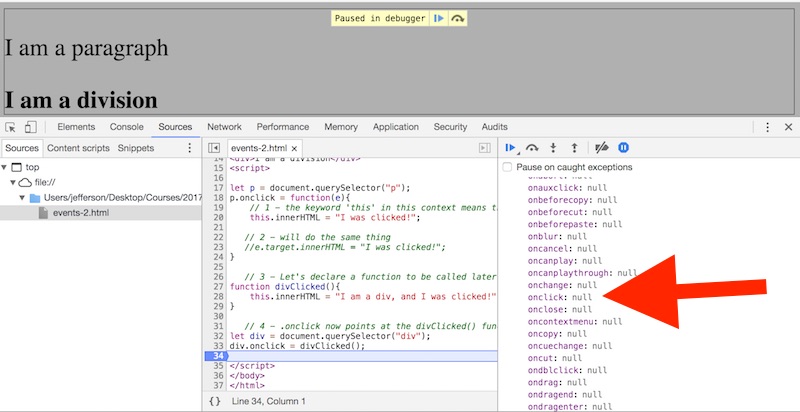 Paused in debugger
I am a paragraph
I am a division
Elements Console Sources Network Performance Memory Application Security Audits
Sources Content scripts Snippets
events-2.html
top
file://
Users/jefferson/Desktop/Courses/2017
events-2.html
14 <div>I am a division</div>
15 <script>
16
17 let p = document.querySelector("p");
18 p.onclick = function(e){
19 // 1 - the keyword 'this' in this context means t
20 this.innerHTML = "I was clicked!";
21
22 // 2 - will do the same thing
23 //e.target.innerHTML = "I was clicked!";
24 }
25
26 // 3 - Let's declare a function to be called later
27 function divClicked(){
28 this.innerHTML = "I am a div, and I was clicked!"
29 }
30
31 // 4 - .onclick now points at the divClicked() fun
32 let div = document.querySelector("div");
33 div.onclick = divClicked();
34
35 </script>
36 </body>
37 </html>
{} Line 34, Column 1
Pause on caught exceptions
onauxclick: null
onbeforecopy: null
onbeforecut: null
onbeforepaste: null
onblur: null
oncancel: null
oncanplay: null
oncanplaythrough: null
onchange: null
onclick: null
onclose: null
oncontextmenu: null
oncopy: null
oncuechange: null
oncut: null
ondblclick: null
ondrag: null
ondragend: null
ondragenter: null